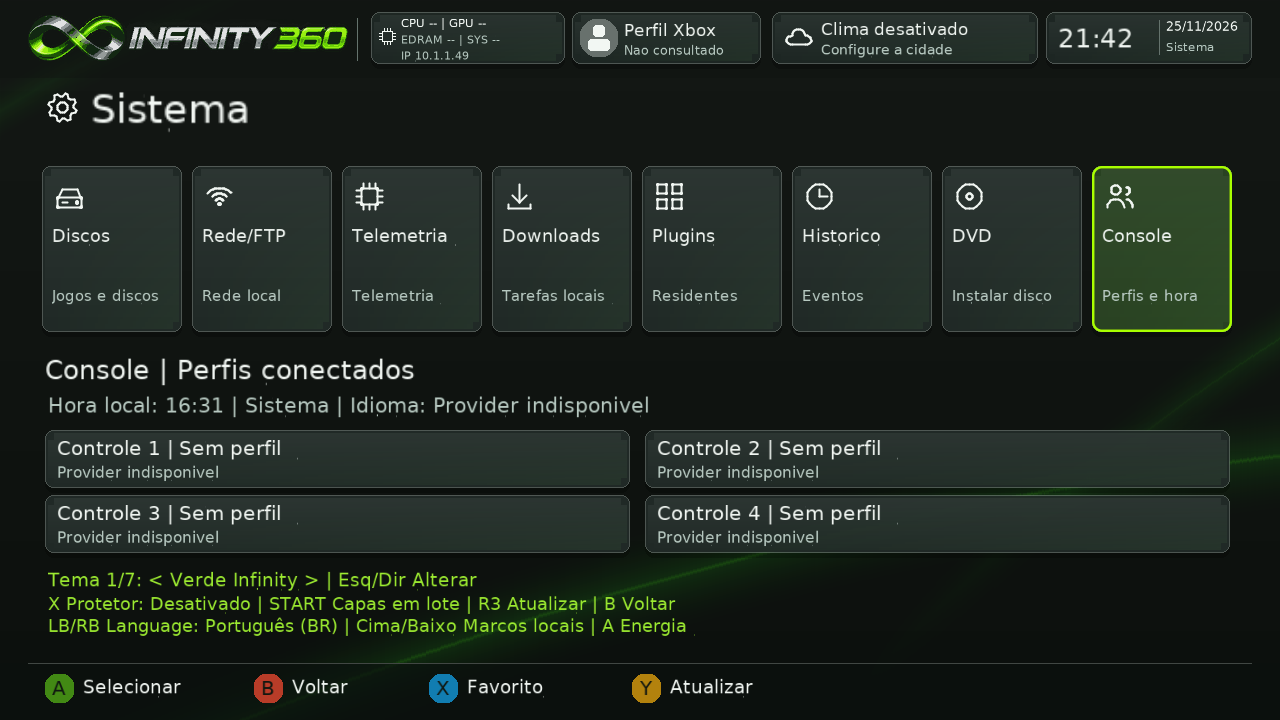 INFINITY 360
CPU -- | GPU --
EDRAM -- | SYS --
IP 10.1.1.49
Perfil Xbox
Nao consultado
Clima desativado
Configure a cidade
21:42
25/11/2026
Sistema
Sistema
Discos
Jogos e discos
Rede/FTP
Rede local
Telemetria
Telemetria
Downloads
Tarefas locais
Plugins
Residentes
Historico
Eventos
DVD
Instalar disco
Console
Perfis e hora
Console | Perfis conectados
Hora local: 16:31 | Sistema | Idioma: Provider indisponivel
Controle 1 | Sem perfil
Provider indisponivel
Controle 2 | Sem perfil
Provider indisponivel
Controle 3 | Sem perfil
Provider indisponivel
Controle 4 | Sem perfil
Provider indisponivel
Tema 1/7: < Verde Infinity > | Esq/Dir Alterar
X Protetor: Desativado | START Capas em lote | R3 Atualizar | B Voltar
LB/RB Language: Português (BR) | Cima/Baixo Marcos locais | A Energia
A Selecionar
B Voltar
X Favorito
Y Atualizar